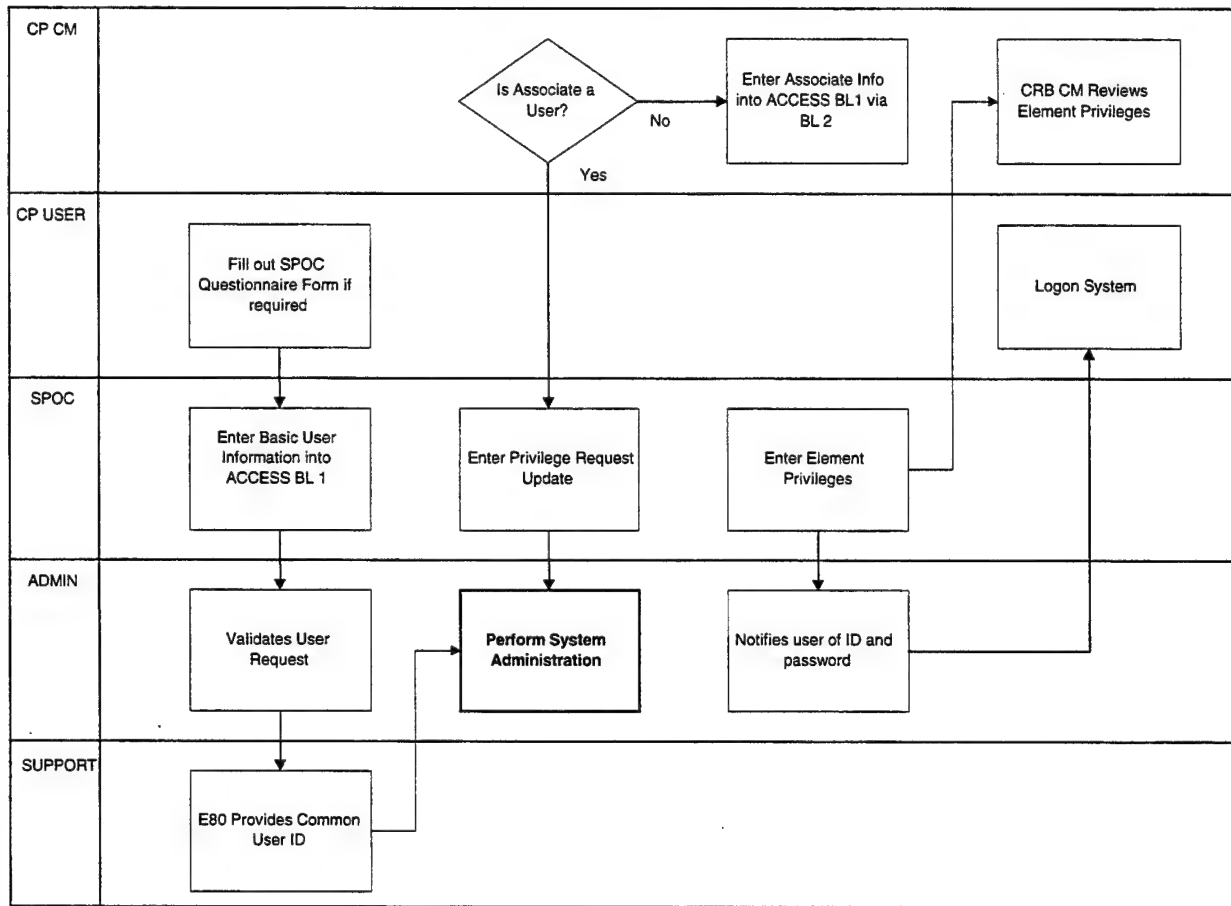 CP CM
Is Associate a
User?
No
Yes
Enter Associate Info
into ACCESS BL1 via
BL 2
CRB CM Reviews
Element Privileges
CP USER
Fill out SPOC
Questionnaire Form if
required
Logon System
SPOC
Enter Basic User
Information into
ACCESS BL 1
Enter Privilege Request
Update
Enter Element
Privileges
ADMIN
Validates User
Request
Perform System
Administration
Notifies user of ID and
password
SUPPORT
E80 Provides Common
User ID